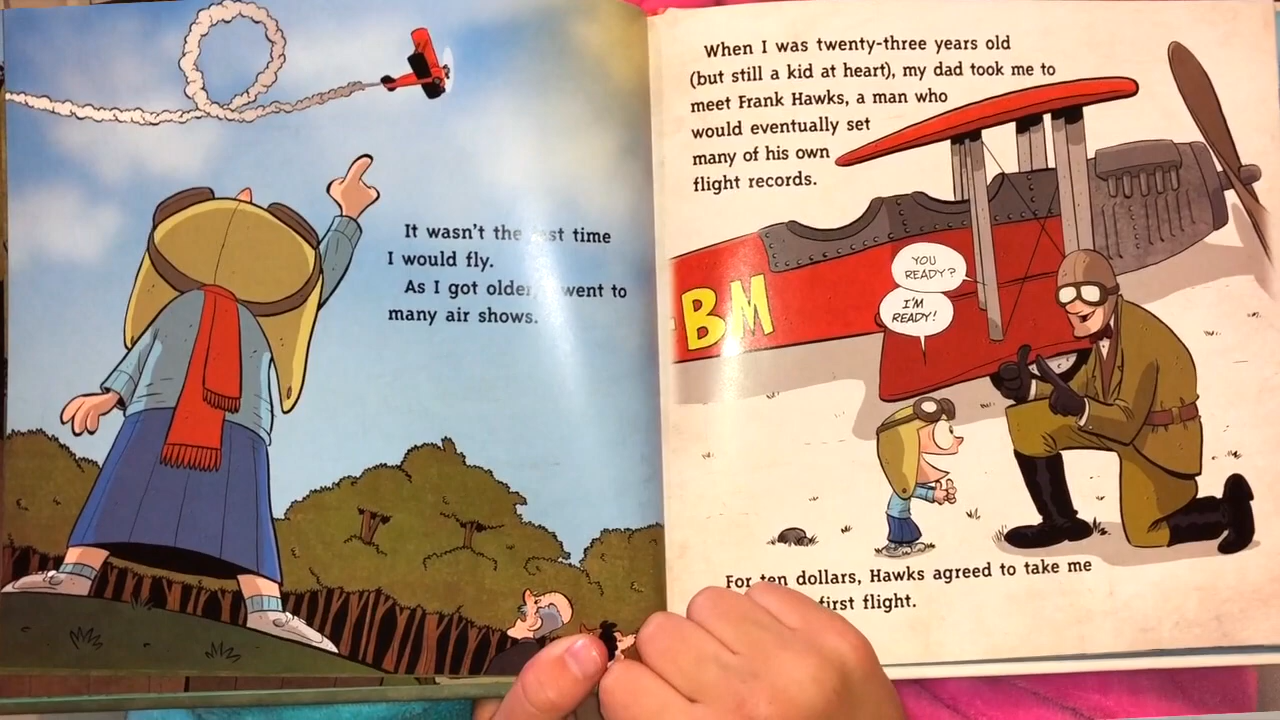 It wasn't the last time
I would fly.
As I got older, went to
many air shows.
When I was twenty-three years old
(but still a kid at heart), my dad took me to
meet Frank Hawks, a man who
would eventually set
many of his own
flight records.
YOU
READY?
I'M
READY!
BM
For ten dollars, Hawks agreed to take me
first flight.